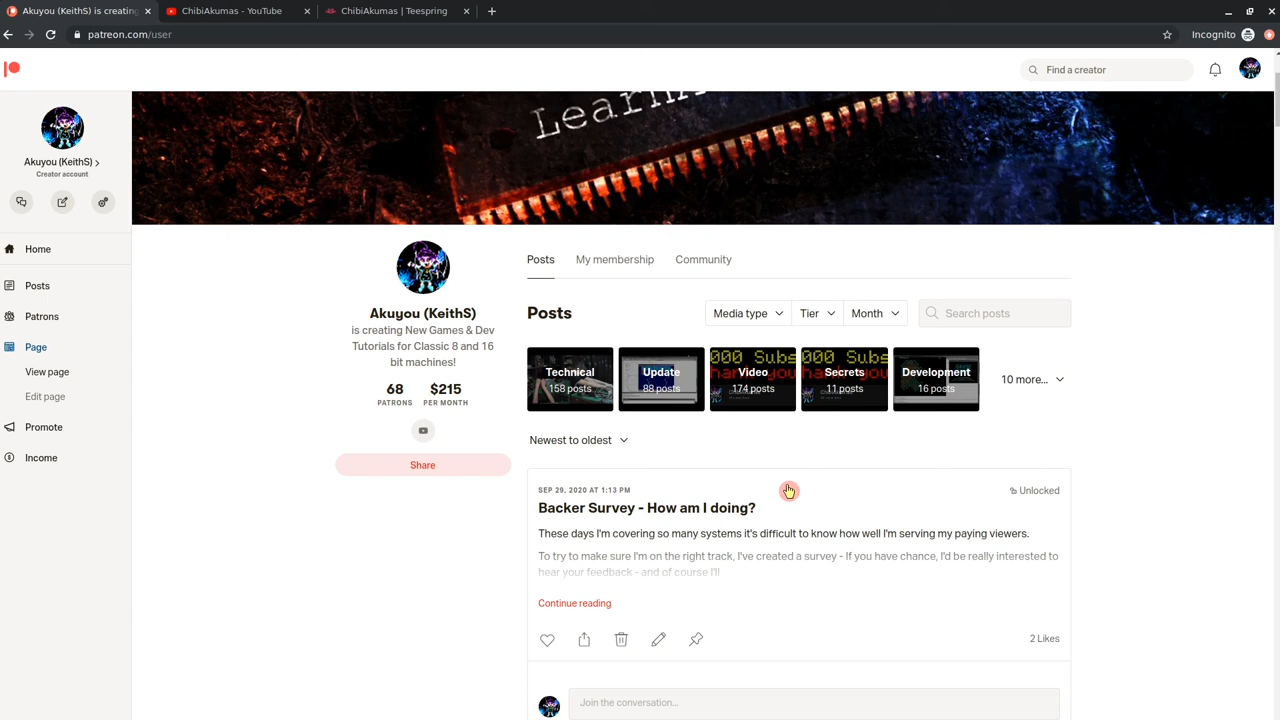 Akuyou (KeithS) is creating
ChibiAkumas - YouTube
ChibiAkumas | Teespring
patreon.com/user
Incognito
Find a creator
Akuyou (KeithS)
Creator account
Home
Posts
Patrons
Page
View page
Edit page
Promote
Income
Akuyou (KeithS)
is creating New Games & Dev
Tutorials for Classic 8 and 16
bit machines!
68
PATRONS
$215
PER MONTH
Share
Posts
My membership
Community
Posts
Media type
Tier
Month
Search posts
Technical
158 posts
Update
88 posts
Video
174 posts
Secrets
11 posts
Development
16 posts
10 more...
Newest to oldest
SEP 29, 2020 AT 1:13 PM
Unlocked
Backer Survey - How am I doing?
These days I'm covering so many systems it's difficult to know how well I'm serving my paying viewers.
To try to make sure I'm on the right track, I've created a survey - If you have chance, I'd be really interested to
hear your feedback - and of course I'll
Continue reading
2 Likes
Join the conversation...